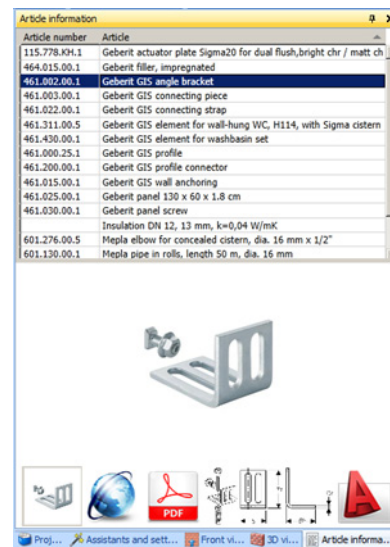 Article information
Article number Article
115.778.KH.1 Geberit actuator plate Sigma20 for dual flush,bright chr / matt ch
464.015.00.1 Geberit filler, impregnated
461.002.00.1 Geberit GIS angle bracket
461.003.00.1 Geberit GIS connecting piece
461.022.00.1 Geberit GIS connecting strap
461.311.00.5 Geberit GIS element for wall-hung WC, H114, with Sigma cistern
461.430.00.1 Geberit GIS element for washbasin set
461.000.25.1 Geberit GIS profile
461.200.00.1 Geberit GIS profile connector
461.015.00.1 Geberit GIS wall anchoring
461.025.00.1 Geberit panel 130 x 60 x 1.8 cm
461.030.00.1 Geberit panel screw
Insulation DN 12, 13 mm, k=0,04 W/mK
601.276.00.5 Mepla elbow for concealed cistern, dia. 16 mm x 1/2"
601.130.00.1 Mepla pipe in rolls, length 50 m, dia. 16 mm
PDF
Proj... Assistants and sett... Front vi... 3D vi... Article informa...